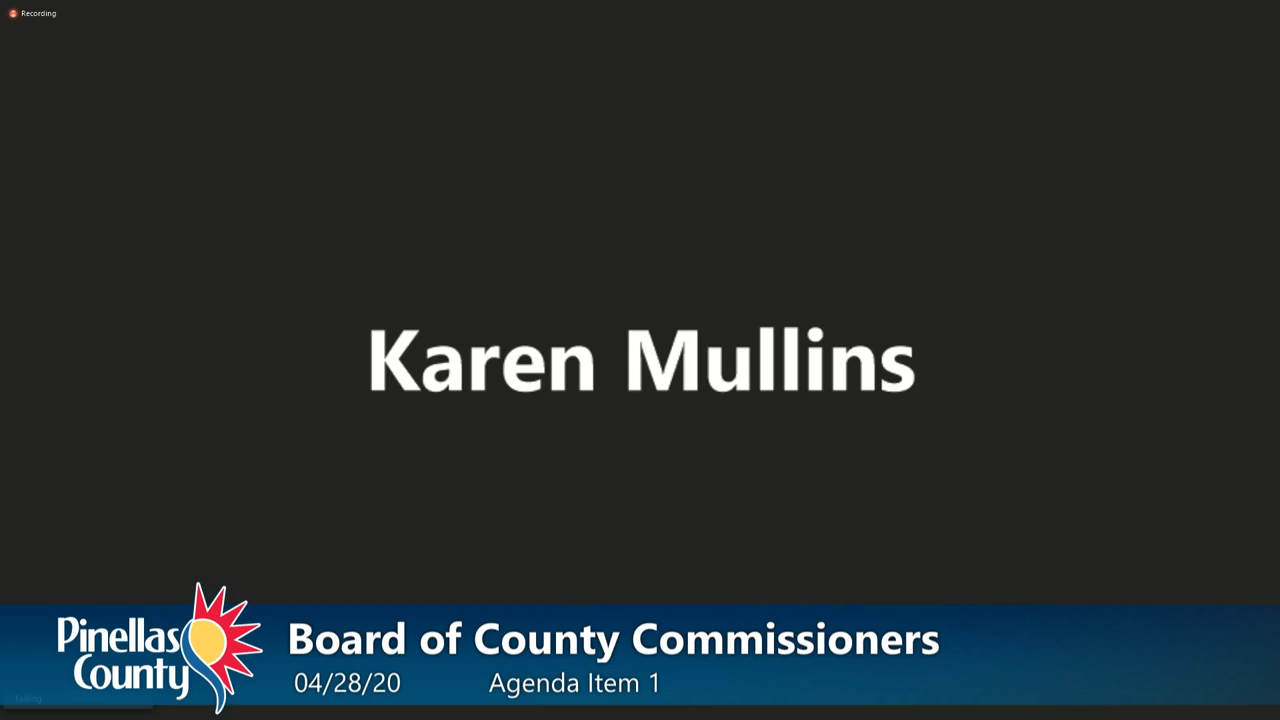 Recording
Karen Mullins
Pinellas
County
Board of County Commissioners
04/28/20 Agenda Item 1